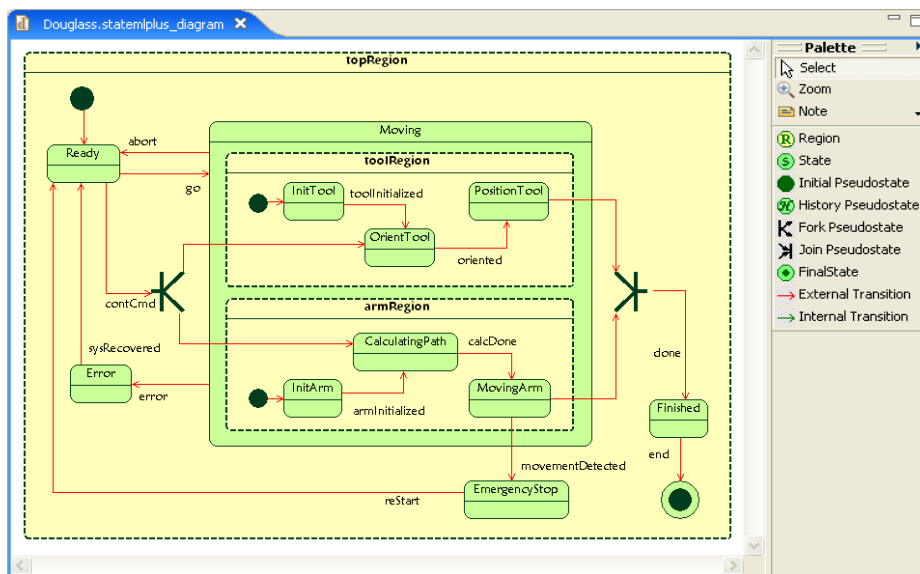 Douglass.statemlplus_diagram
topRegion
Moving
abort
Ready
go
toolRegion
InitTool
toolInitialized
PositionTool
OrientTool
oriented
contCmd
armRegion
CalculatingPath
calcDone
sysRecovered
Error
error
InitArm
armInitialized
MovingArm
done
Finished
end
movementDetected
EmergencyStop
reStart
Palette
Select
Zoom
Note
R Region
S State
Initial Pseudostate
H History Pseudostate
Fork Pseudostate
Join Pseudostate
FinalState
External Transition
Internal Transition